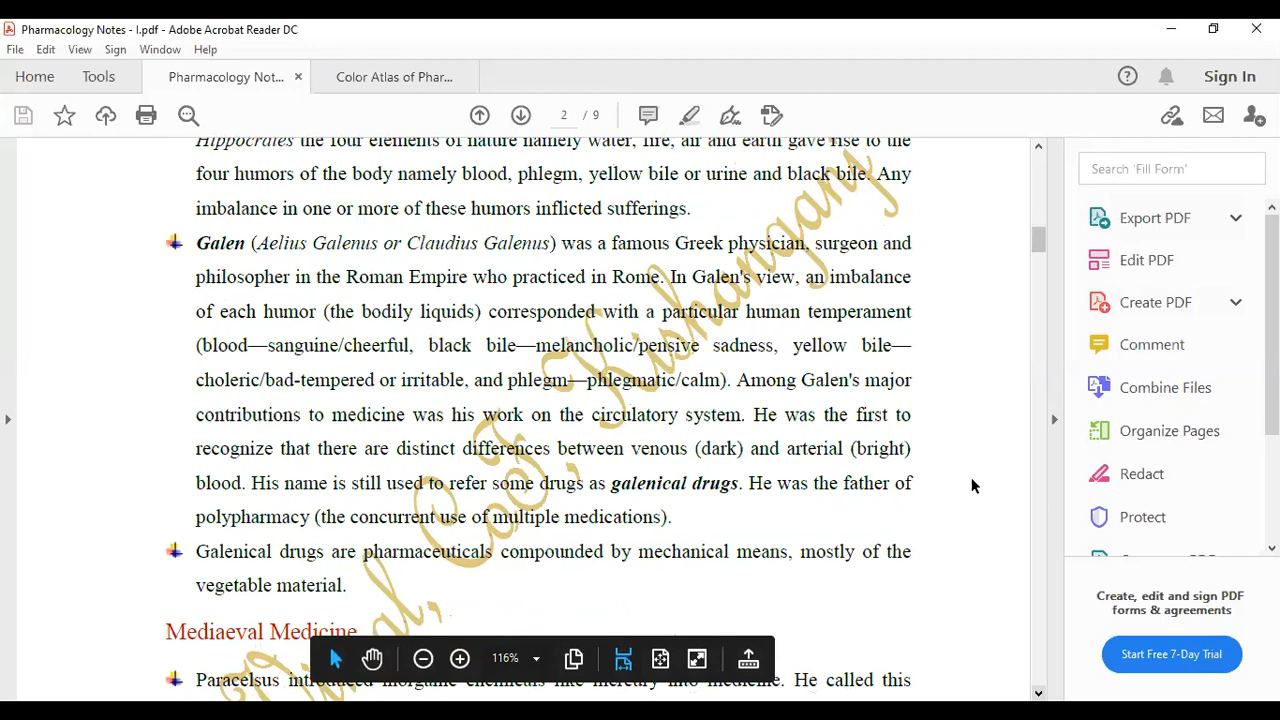 Pharmacology Notes - I.pdf - Adobe Acrobat Reader DC
File Edit View Sign Window Help
Home Tools Pharmacology Not... × Color Atlas of Phar... Sign In
2 / 9
Hippocrates the four elements of nature namely water, fire, air and earth gave rise to the
four humors of the body namely blood, phlegm, yellow bile or urine and black bile. Any
imbalance in one or more of these humors inflicted sufferings.
Galen (Aelius Galenus or Claudius Galenus) was a famous Greek physician, surgeon and
philosopher in the Roman Empire who practiced in Rome. In Galen's view, an imbalance
of each humor (the bodily liquids) corresponded with a particular human temperament
(blood—sanguine/cheerful, black bile—melancholic/pensive sadness, yellow bile—
choleric/bad-tempered or irritable, and phlegm—phlegmatic/calm). Among Galen's major
contributions to medicine was his work on the circulatory system. He was the first to
recognize that there are distinct differences between venous (dark) and arterial (bright)
blood. His name is still used to refer some drugs as galenical drugs. He was the father of
polypharmacy (the concurrent use of multiple medications).
Galenical drugs are pharmaceuticals compounded by mechanical means, mostly of the
vegetable material.
Mediaeval Medicine
Paracelsus introduced inorganic chemicals like mercury into medicine. He called this
116%
CoF, Kishanganj
Search 'Fill Form'
Export PDF
Edit PDF
Create PDF
Comment
Combine Files
Organize Pages
Redact
Protect
Create, edit and sign PDF
forms & agreements
Start Free 7-Day Trial